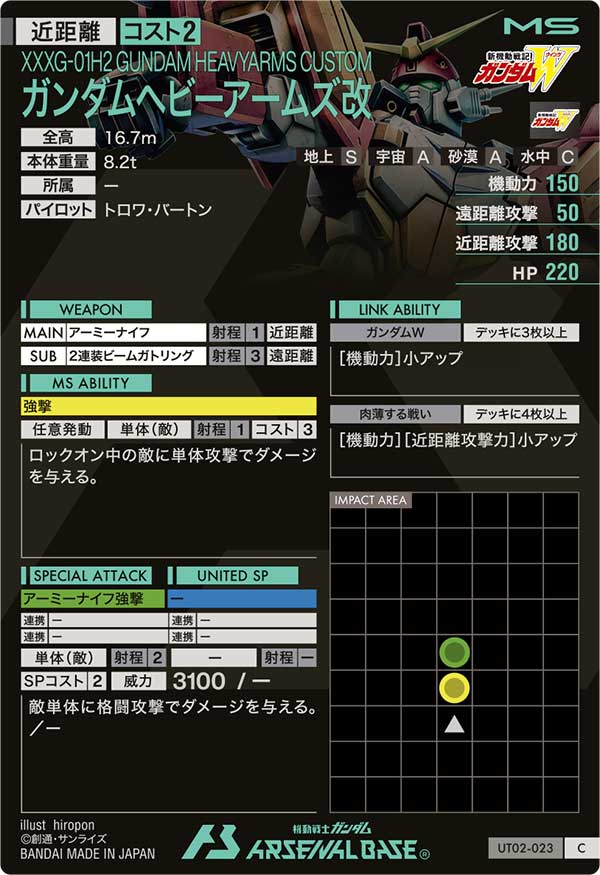 近距離 コスト2
MS
XXXG-01H2 GUNDAM HEAVYARMS CUSTOM
ガンダムヘビーアームズ改
新機動戦記 ガンダムW ウイング
新機動戦記 ガンダムW
全高 16.7m
本体重量 8.2t
所属 ー
パイロット トロワ・バートン
地上 S 宇宙 A 砂漠 A 水中 C
機動力 150
遠距離攻撃 50
近距離攻撃 180
HP 220
WEAPON
MAIN アーミーナイフ 射程 1 近距離
SUB 2連装ビームガトリング 射程 3 遠距離
MS ABILITY
強撃
任意発動 単体(敵) 射程 1 コスト 3
ロックオン中の敵に単体攻撃でダメージ
を与える。
LINK ABILITY
ガンダムW デッキに3枚以上
[機動力]小アップ
肉薄する戦い デッキに4枚以上
[機動力][近距離攻撃力]小アップ
IMPACT AREA
SPECIAL ATTACK UNITED SP
アーミーナイフ強撃 ー
連携 ー 連携 ー
連携 ー 連携 ー
単体(敵) 射程 2 ー 射程 ー
SPコスト 2 威力 3100 / ー
敵単体に格闘攻撃でダメージを与える。
/ー
illust hiropon
©創通・サンライズ
BANDAI MADE IN JAPAN
機動戦士ガンダム
AB ARSENAL BASE®
UT02-023 C